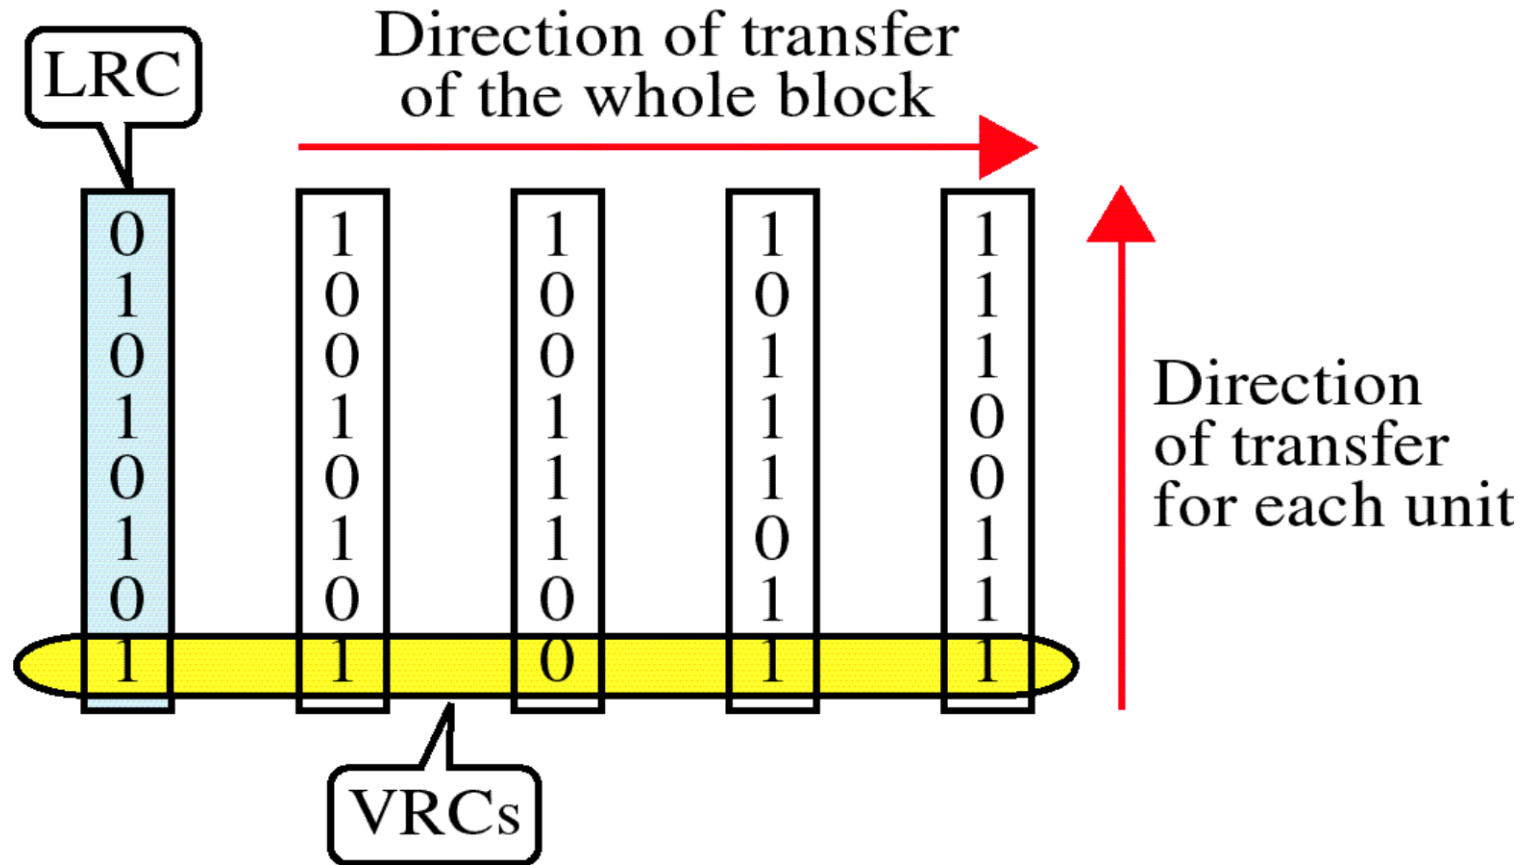 LRC
Direction of transfer
of the whole block
0 1 1 1 1
1 0 0 0 1
0 0 0 1 1
1 1 1 1 0
0 0 1 1 0
1 1 1 0 1
0 0 0 1 1
1 1 0 1 1
Direction
of transfer
for each unit
VRCs